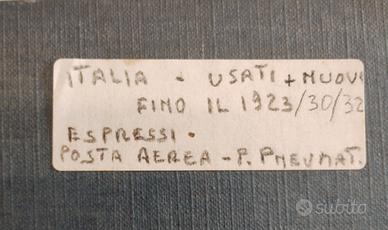 ITALIA - USATI + NUOVI
FINO IL 1923/30/32
ESPRESSI.
POSTA AEREA - P. PNEUMAT.
subito